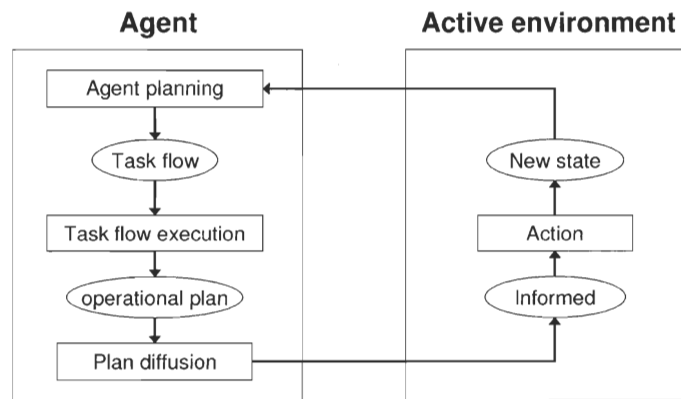 Agent
Active environment
Agent planning
Task flow
Task flow execution
operational plan
Plan diffusion
New state
Action
Informed